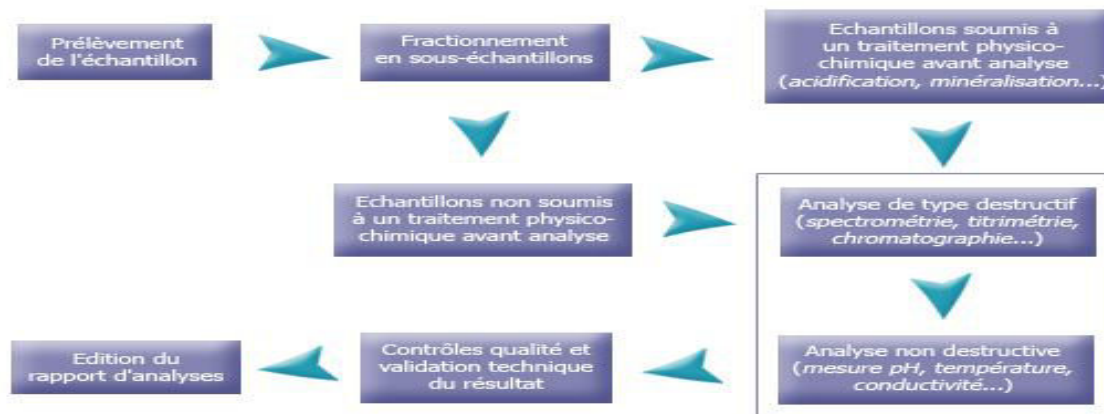 Prélèvement
de l'échantillon
Fractionnement
en sous-échantillons
Echantillons soumis à
un traitement physico-
chimique avant analyse
(acidification, minéralisation...)
Echantillons non soumis
à un traitement physico-
chimique avant analyse
Analyse de type destructif
(spectrométrie, titrimétrie,
chromatographie...)
Analyse non destructive
(mesure pH, température,
conductivité...)
Contrôles qualité et
validation technique
du résultat
Edition du
rapport d'analyses